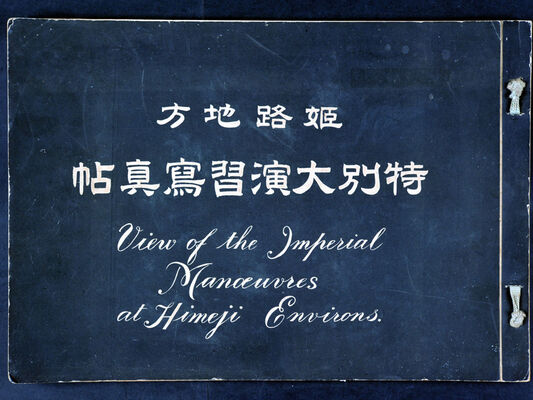 姫路地方
特別大演習寫真帖
View of the Imperial
Manœuvres
at Himeji Environs.